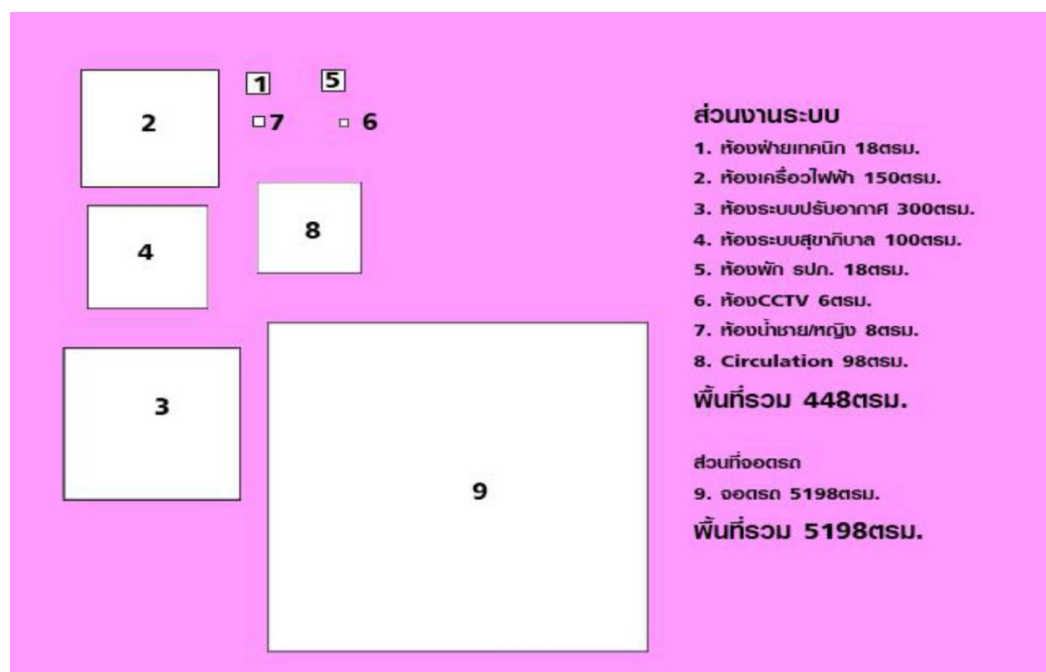 1
5
2
7
6
8
4
3
9
ส่วนงานระบบ
1. ห้องฝ่ายเทคนิก 18ตรม.
2. ห้องเครื่องไฟฟ้า 150ตรม.
3. ห้องระบบปรับอากาศ 300ตรม.
4. ห้องระบบสุขาภิบาล 100ตรม.
5. ห้องพัก รปภ. 18ตรม.
6. ห้องCCTV 6ตรม.
7. ห้องน้ำชาย/หญิง 8ตรม.
8. Circulation 98ตรม.
พื้นที่รวม 448ตรม.
ส่วนที่จอดรถ
9. จอดรถ 5198ตรม.
พื้นที่รวม 5198ตรม.